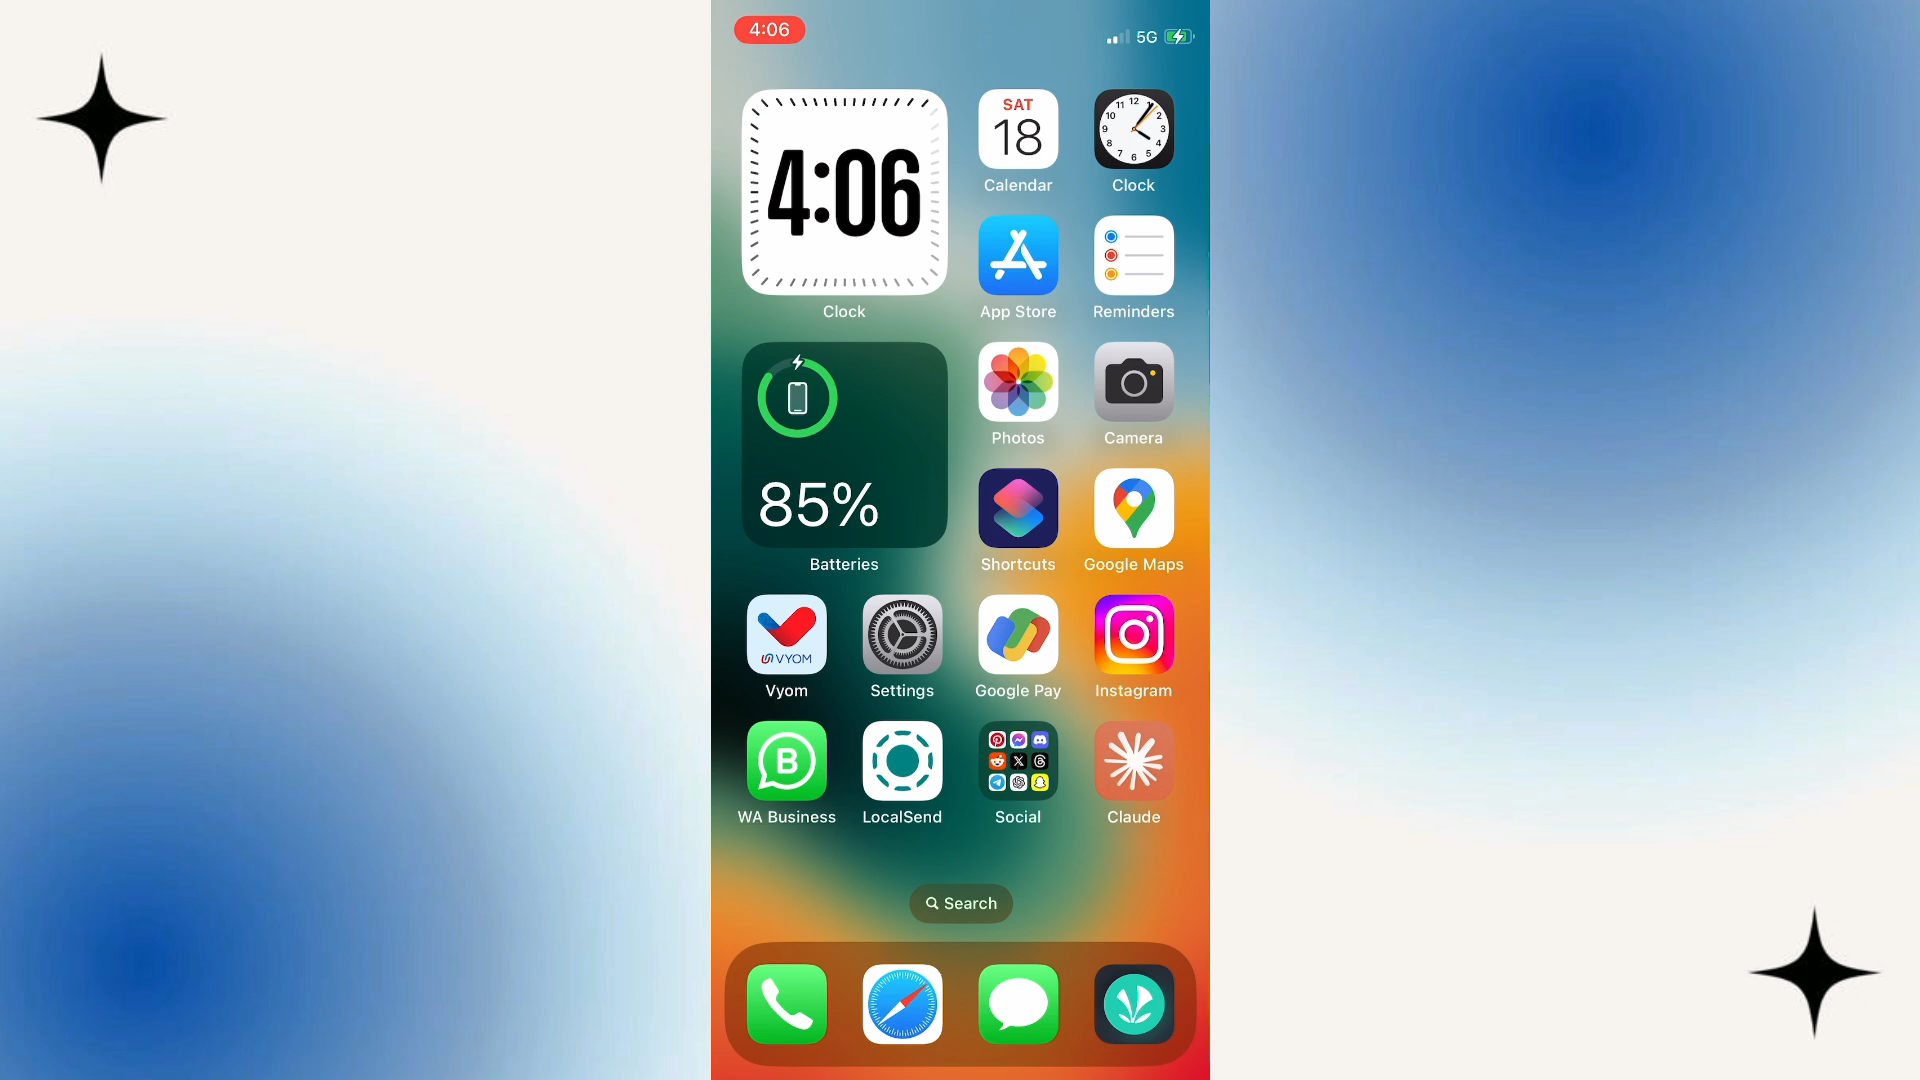 4:06
5G
4:06
Clock
SAT
18
Calendar
Clock
App Store
Reminders
85%
Batteries
Photos
Camera
Shortcuts
Google Maps
VYOM
Vyom
Settings
Google Pay
Instagram
B
WA Business
LocalSend
Social
Claude
Search